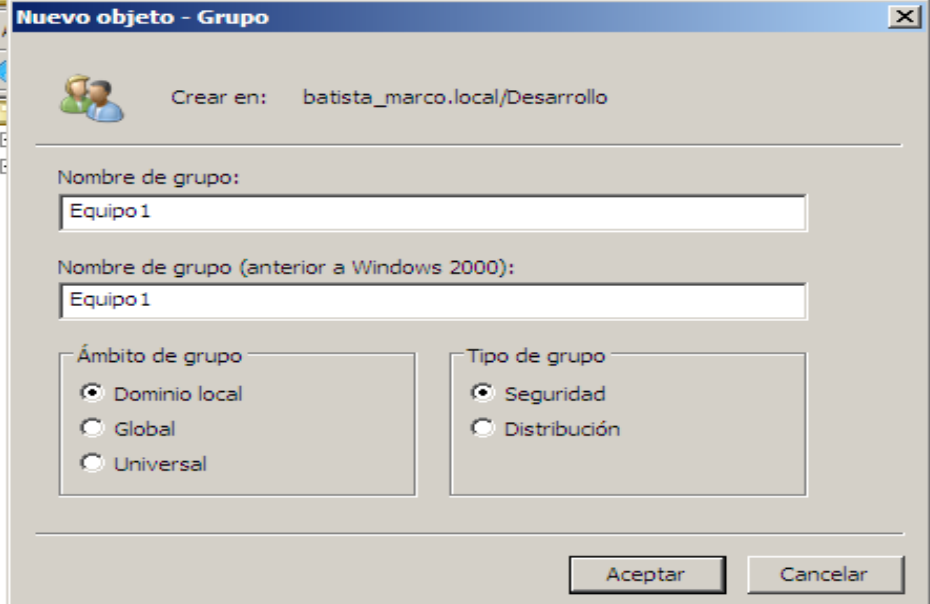 Nuevo objeto - Grupo
Crear en: batista_marco.local/Desarrollo
Nombre de grupo:
Equipo1
Nombre de grupo (anterior a Windows 2000):
Equipo1
Ámbito de grupo
Dominio local
Global
Universal
Tipo de grupo
Seguridad
Distribución
Aceptar
Cancelar